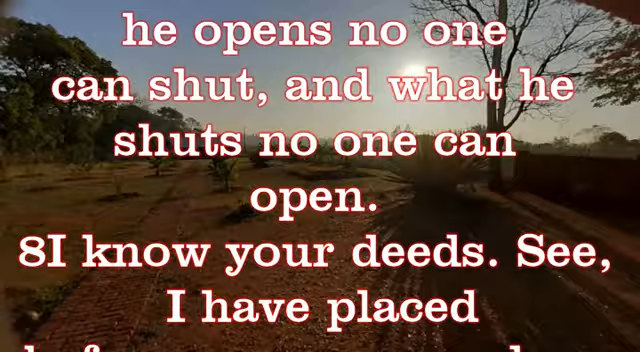 he opens no one
can shut, and what he
shuts no one can
open.
8I know your deeds. See,
I have placed